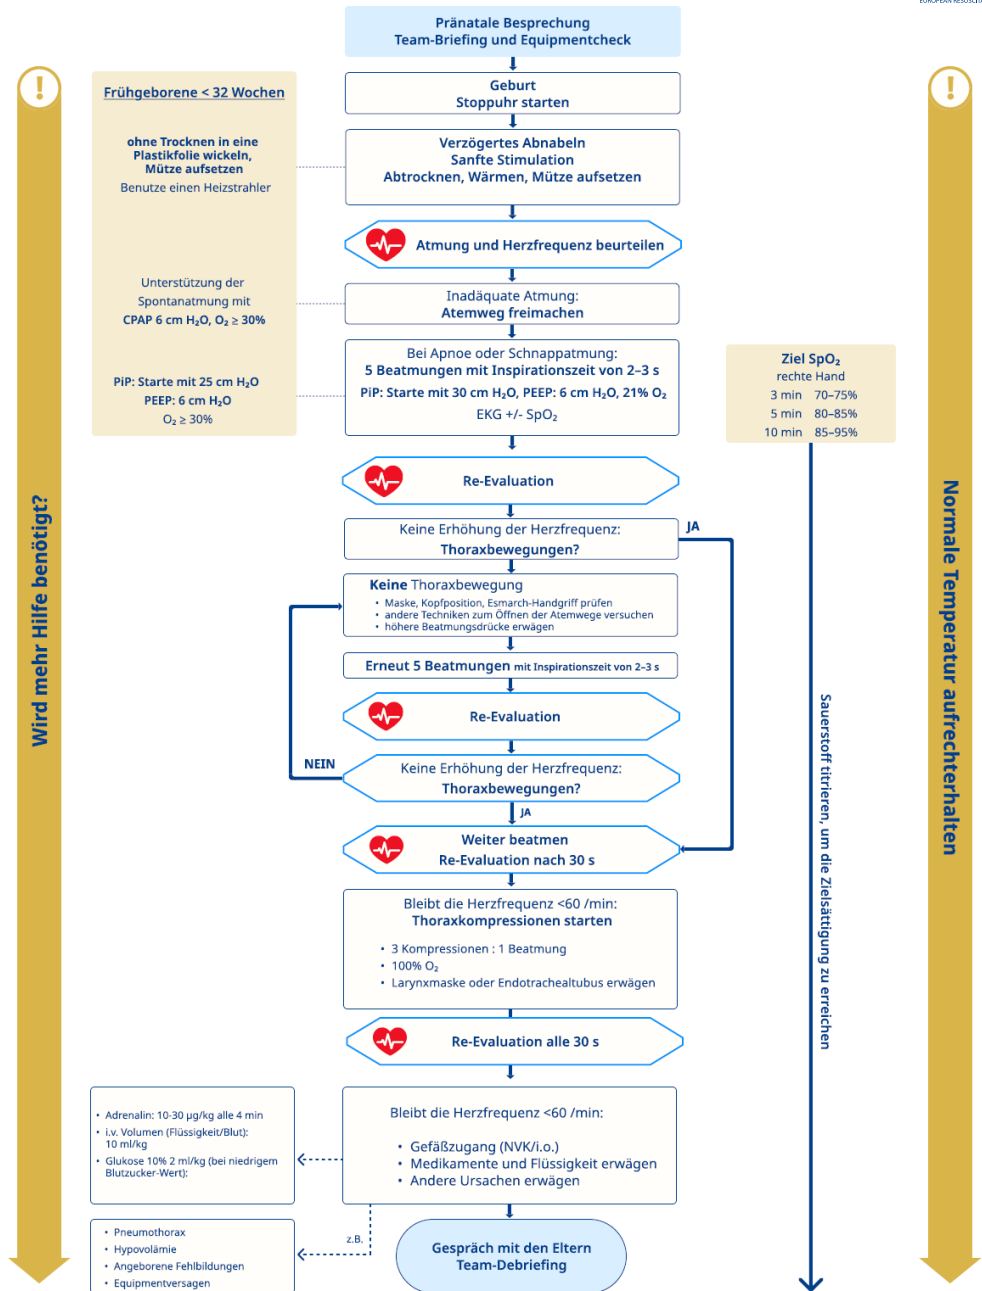 EUROPEAN RESUSCITA
Pränatale Besprechung
Team-Briefing und Equipmentcheck
Geburt
Stoppuhr starten
Frühgeborene < 32 Wochen
ohne Trocknen in eine
Plastikfolie wickeln,
Mütze aufsetzen
Benutze einen Heizstrahler
Verzögertes Abnabeln
Sanfte Stimulation
Abtrocknen, Wärmen, Mütze aufsetzen
Atmung und Herzfrequenz beurteilen
Unterstützung der
Spontanatmung mit
CPAP 6 cm H₂O, O₂ ≥ 30%
Inadäquate Atmung:
Atemweg freimachen
PiP: Starte mit 25 cm H₂O
PEEP: 6 cm H₂O
O₂ ≥ 30%
Bei Apnoe oder Schnappatmung:
5 Beatmungen mit Inspirationszeit von 2–3 s
PiP: Starte mit 30 cm H₂O, PEEP: 6 cm H₂O, 21% O₂
EKG +/- SpO₂
Ziel SpO₂
rechte Hand
3 min 70–75%
5 min 80–85%
10 min 85–95%
Re-Evaluation
Keine Erhöhung der Herzfrequenz:
Thoraxbewegungen?
JA
Keine Thoraxbewegung
• Maske, Kopfposition, Esmarch-Handgriff prüfen
• andere Techniken zum Öffnen der Atemwege versuchen
• höhere Beatmungsdrücke erwägen
Erneut 5 Beatmungen mit Inspirationszeit von 2–3 s
Re-Evaluation
NEIN
Keine Erhöhung der Herzfrequenz:
Thoraxbewegungen?
JA
Weiter beatmen
Re-Evaluation nach 30 s
Bleibt die Herzfrequenz <60 /min:
Thoraxkompressionen starten
• 3 Kompressionen : 1 Beatmung
• 100% O₂
• Larynxmaske oder Endotrachealtubus erwägen
Re-Evaluation alle 30 s
Bleibt die Herzfrequenz <60 /min:
• Gefäßzugang (NVK/i.o.)
• Medikamente und Flüssigkeit erwägen
• Andere Ursachen erwägen
• Adrenalin: 10-30 µg/kg alle 4 min
• i.v. Volumen (Flüssigkeit/Blut):
10 ml/kg
• Glukose 10% 2 ml/kg (bei niedrigem
Blutzucker-Wert):
z.B.
• Pneumothorax
• Hypovolämie
• Angeborene Fehlbildungen
• Equipmentversagen
Gespräch mit den Eltern
Team-Debriefing
Wird mehr Hilfe benötigt?
Sauerstoff titrieren, um die Zielsättigung zu erreichen
Normale Temperatur aufrechterhalten